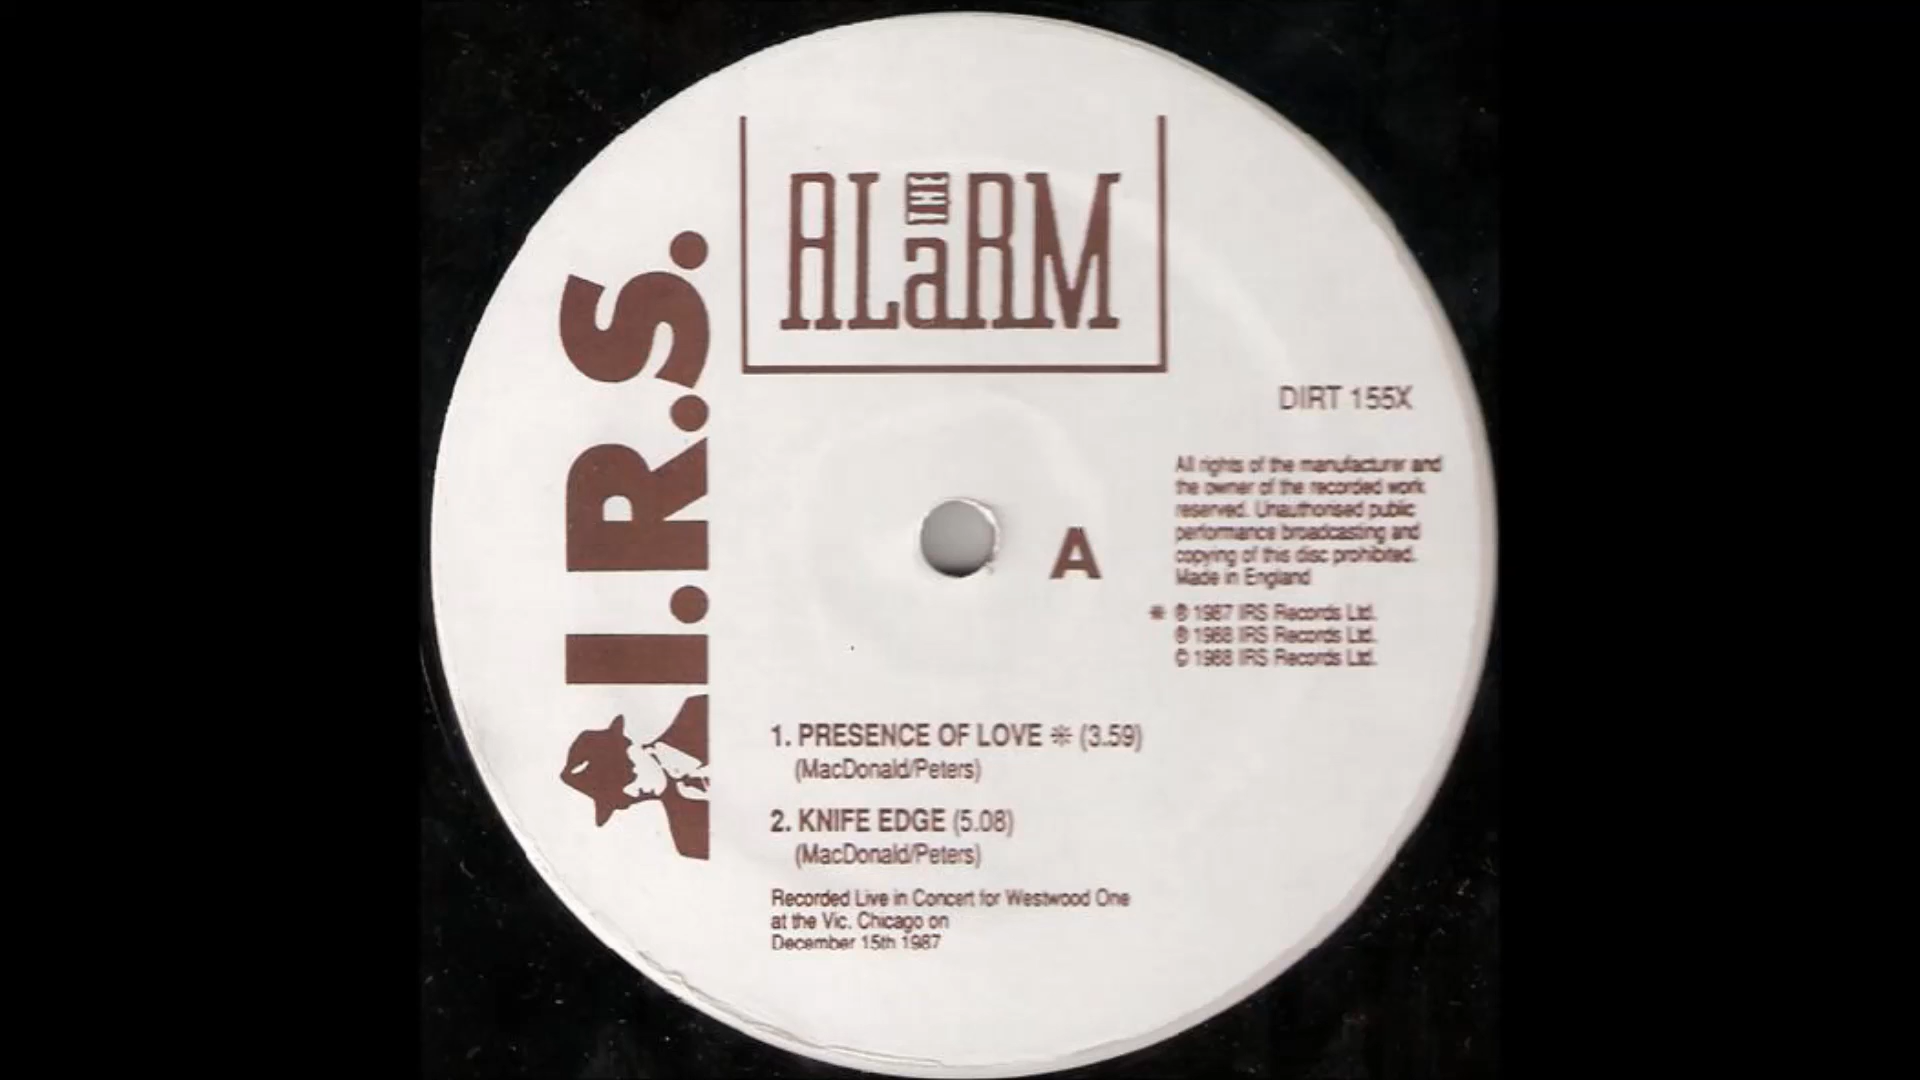 THE
ALaRM
I.R.S.
DIRT 155X
All rights of the manufacturer and
the owner of the recorded work
reserved. Unauthorised public
performance broadcasting and
copying of this disc prohibited.
Made in England
A
✳ ℗ 1987 IRS Records Ltd.
℗ 1988 IRS Records Ltd.
© 1988 IRS Records Ltd.
1. PRESENCE OF LOVE ✳ (3.59)
(MacDonald/Peters)
2. KNIFE EDGE (5.08)
(MacDonald/Peters)
Recorded Live in Concert for Westwood One
at the Vic. Chicago on
December 15th 1987